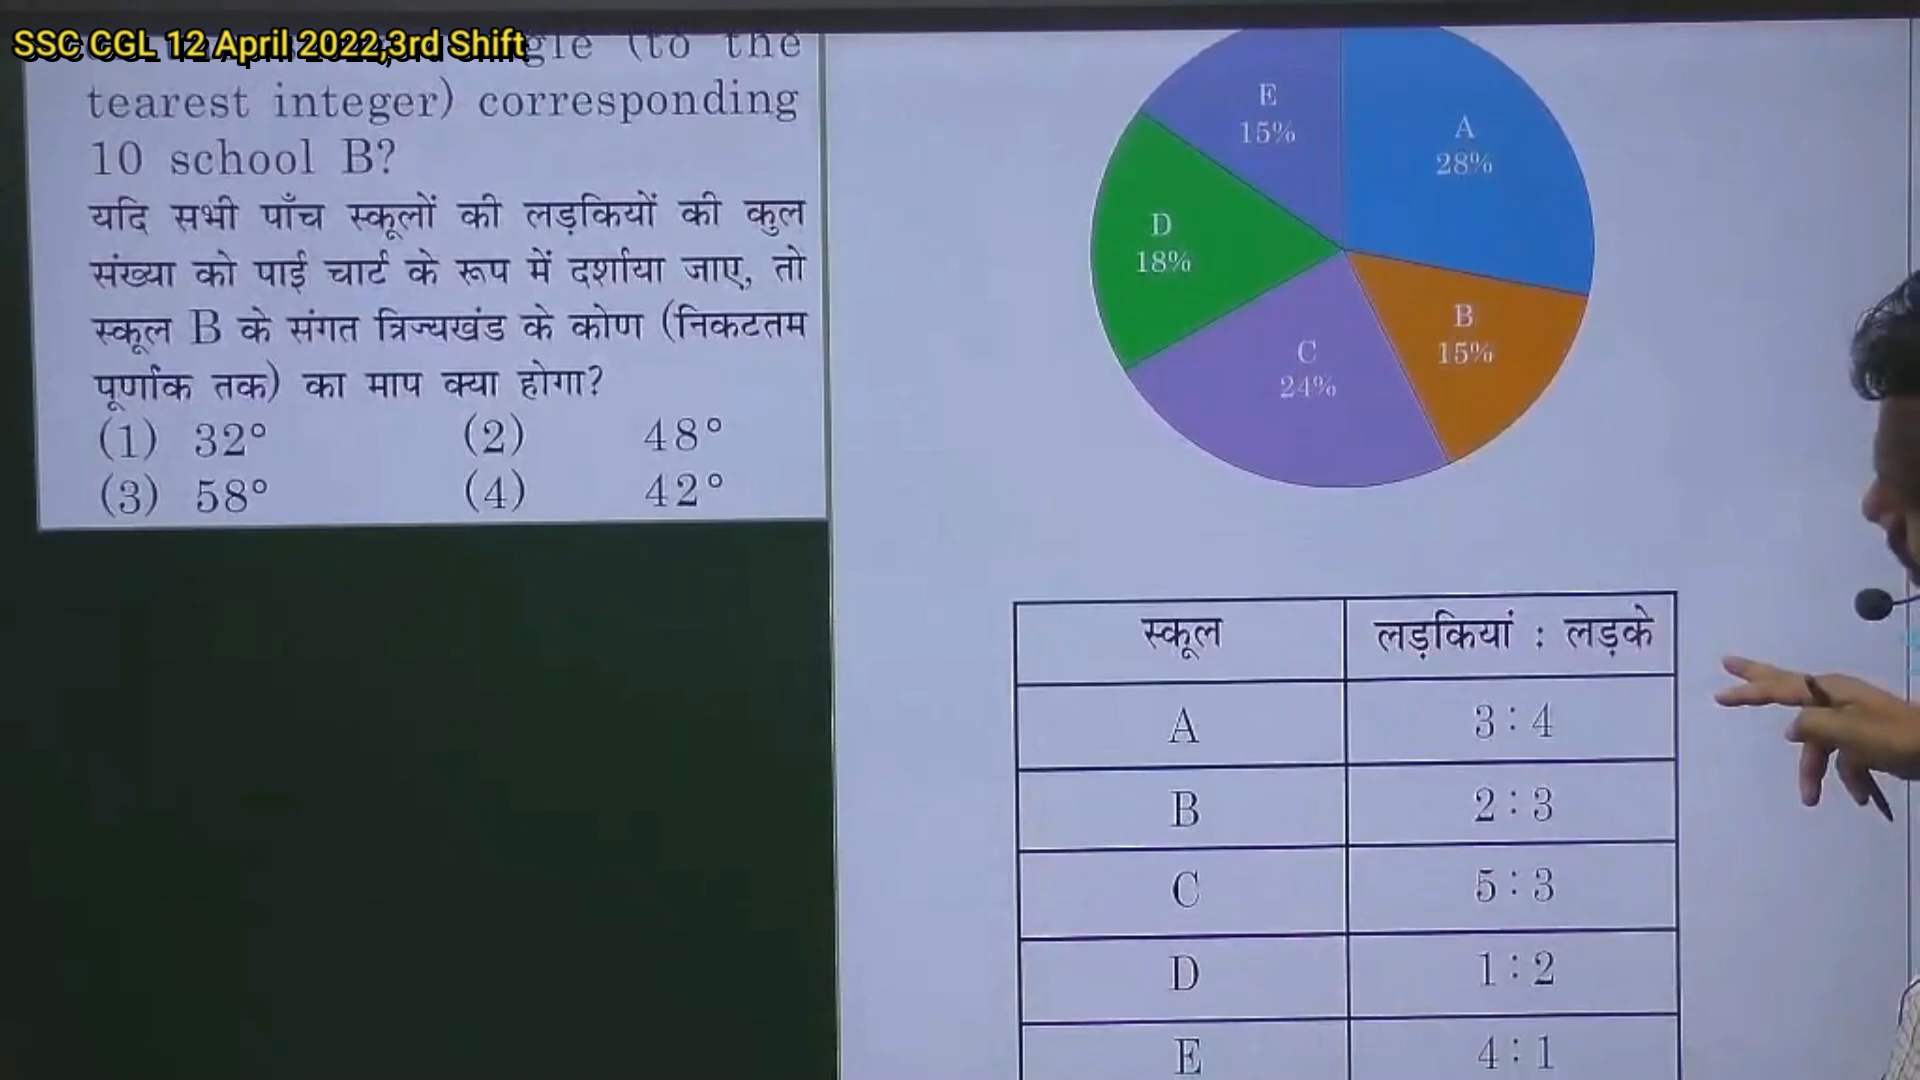 SSC CGL 12 April 2022,3rd Shift
(to the
tearest integer) corresponding
10 school B?
यदि सभी पाँच स्कूलों की लड़कियों की कुल
संख्या को पाई चार्ट के रूप में दर्शाया जाए, तो
स्कूल B के संगत त्रिज्यखंड के कोण (निकटतम
पूर्णांक तक) का माप क्या होगा?
(1) 32° (2) 48°
(3) 58° (4) 42°
E
15%
A
28%
D
18%
B
15%
C
24%
स्कूल लड़कियां : लड़के
A 3 : 4
B 2 : 3
C 5 : 3
D 1 : 2
E 4 : 1